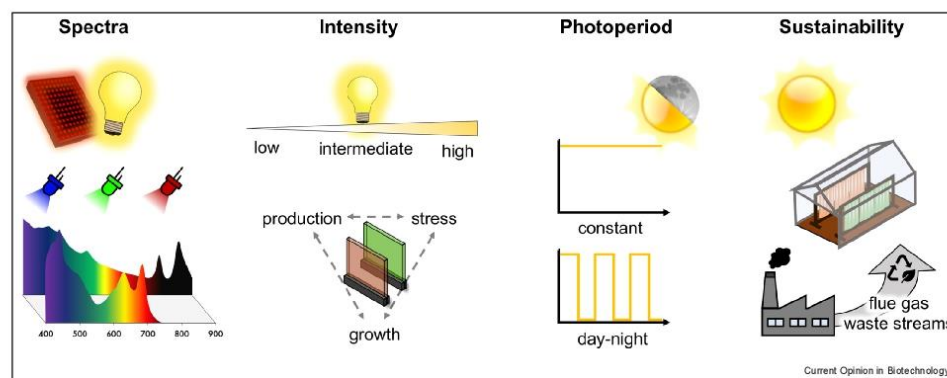 Spectra
Intensity
Photoperiod
Sustainability
low
intermediate
high
production
stress
growth
constant
day-night
400
500
600
700
800
900
flue gas
waste streams
Current Opinion in Biotechnology